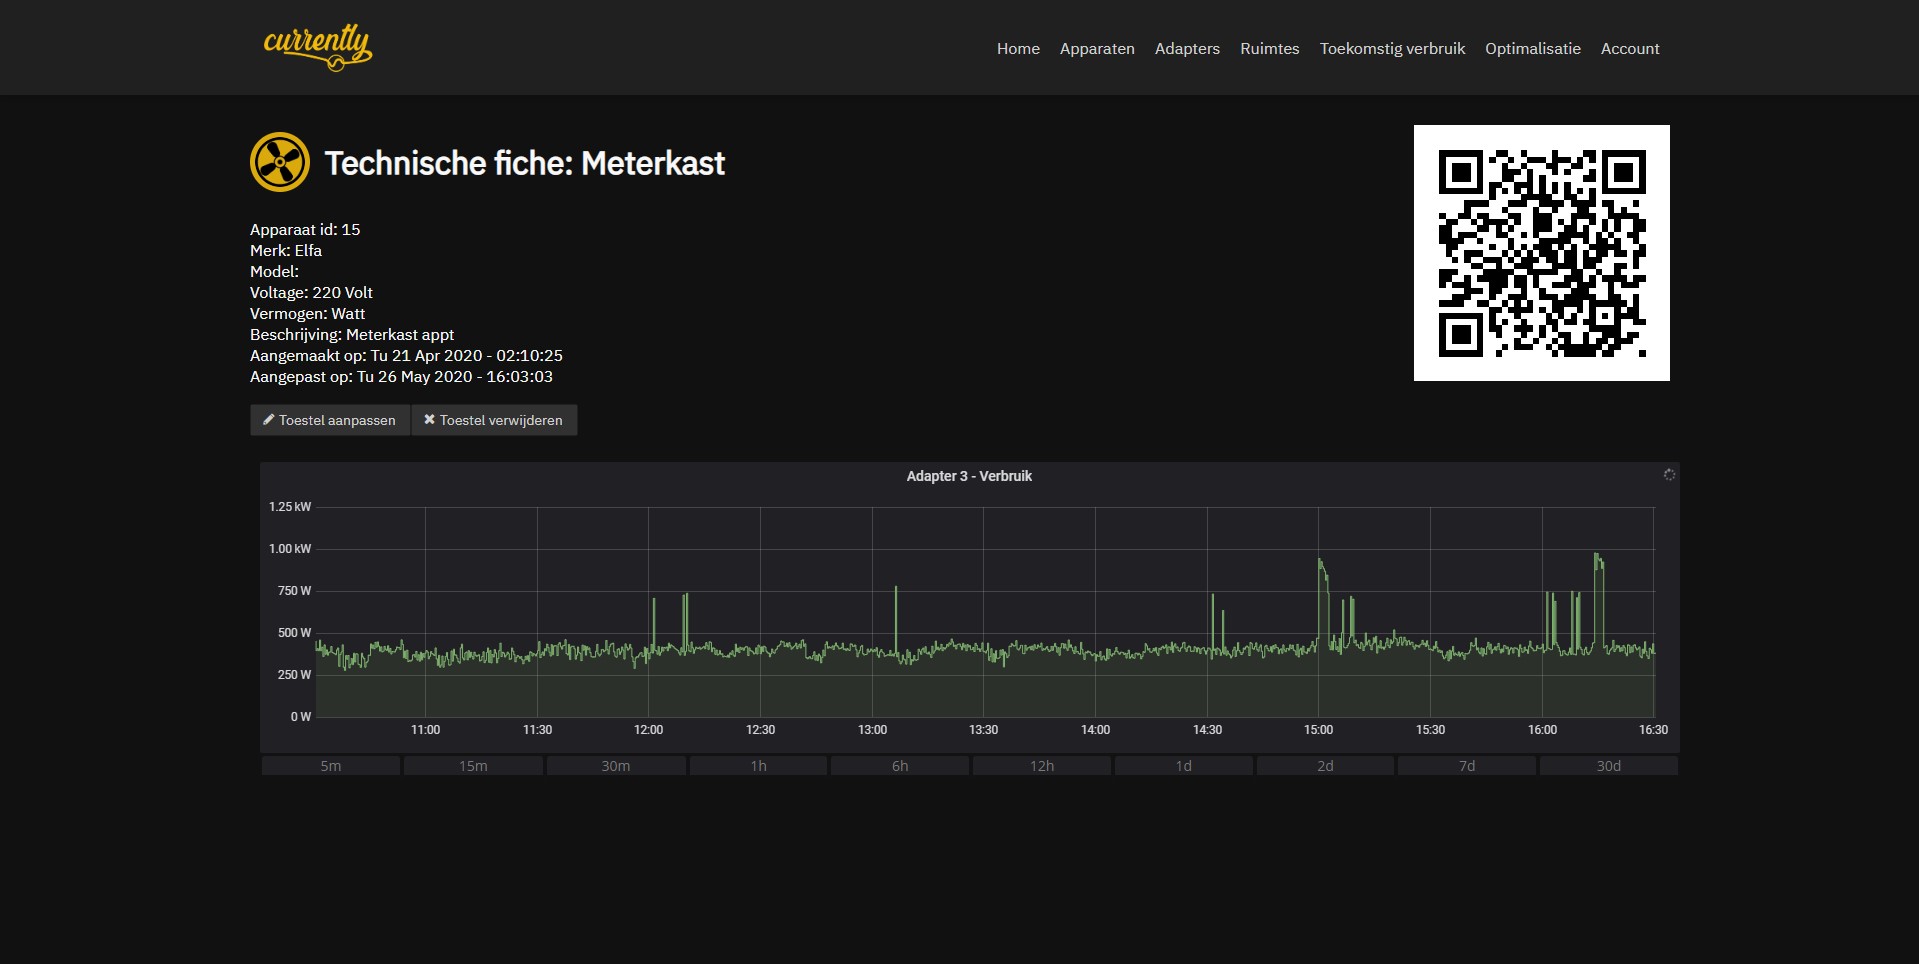 currently
Home Apparaten Adapters Ruimtes Toekomstig verbruik Optimalisatie Account
Technische fiche: Meterkast
Apparaat id: 15
Merk: Elfa
Model:
Voltage: 220 Volt
Vermogen: Watt
Beschrijving: Meterkast appt
Aangemaakt op: Tu 21 Apr 2020 - 02:10:25
Aangepast op: Tu 26 May 2020 - 16:03:03
Toestel aanpassen Toestel verwijderen
Adapter 3 - Verbruik
1.25 kW
1.00 kW
750 W
500 W
250 W
0 W
11:00 11:30 12:00 12:30 13:00 13:30 14:00 14:30 15:00 15:30 16:00 16:30
5m 15m 30m 1h 6h 12h 1d 2d 7d 30d